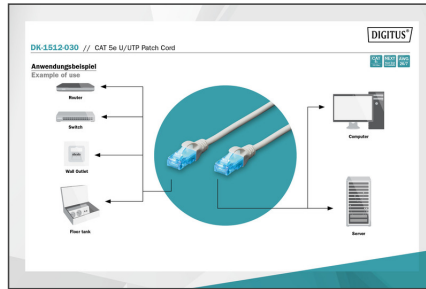 DIGITUS®
DK-1512-030 // CAT 5e U/UTP Patch Cord
Anwendungsbeispiel
Example of use
Router
Switch
Wall Outlet
Floor tank
Computer
Server